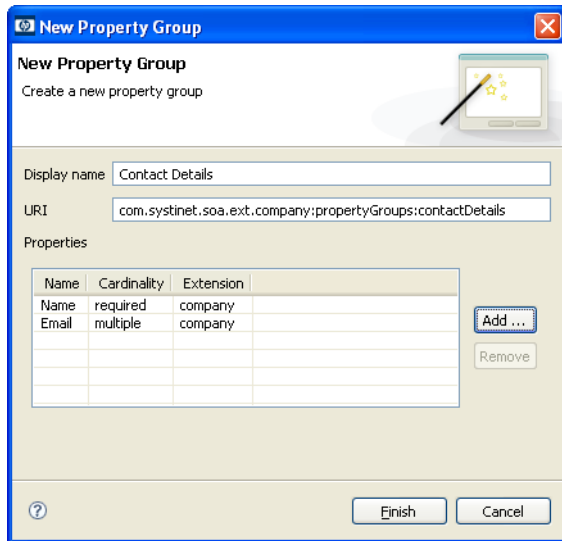 New Property Group
New Property Group
Create a new property group
Display name Contact Details
URI com.systinet.soa.ext.company:propertyGroups:contactDetails
Properties
Name Cardinality Extension
Name required company
Email multiple company
Add ...
Remove
? Finish Cancel